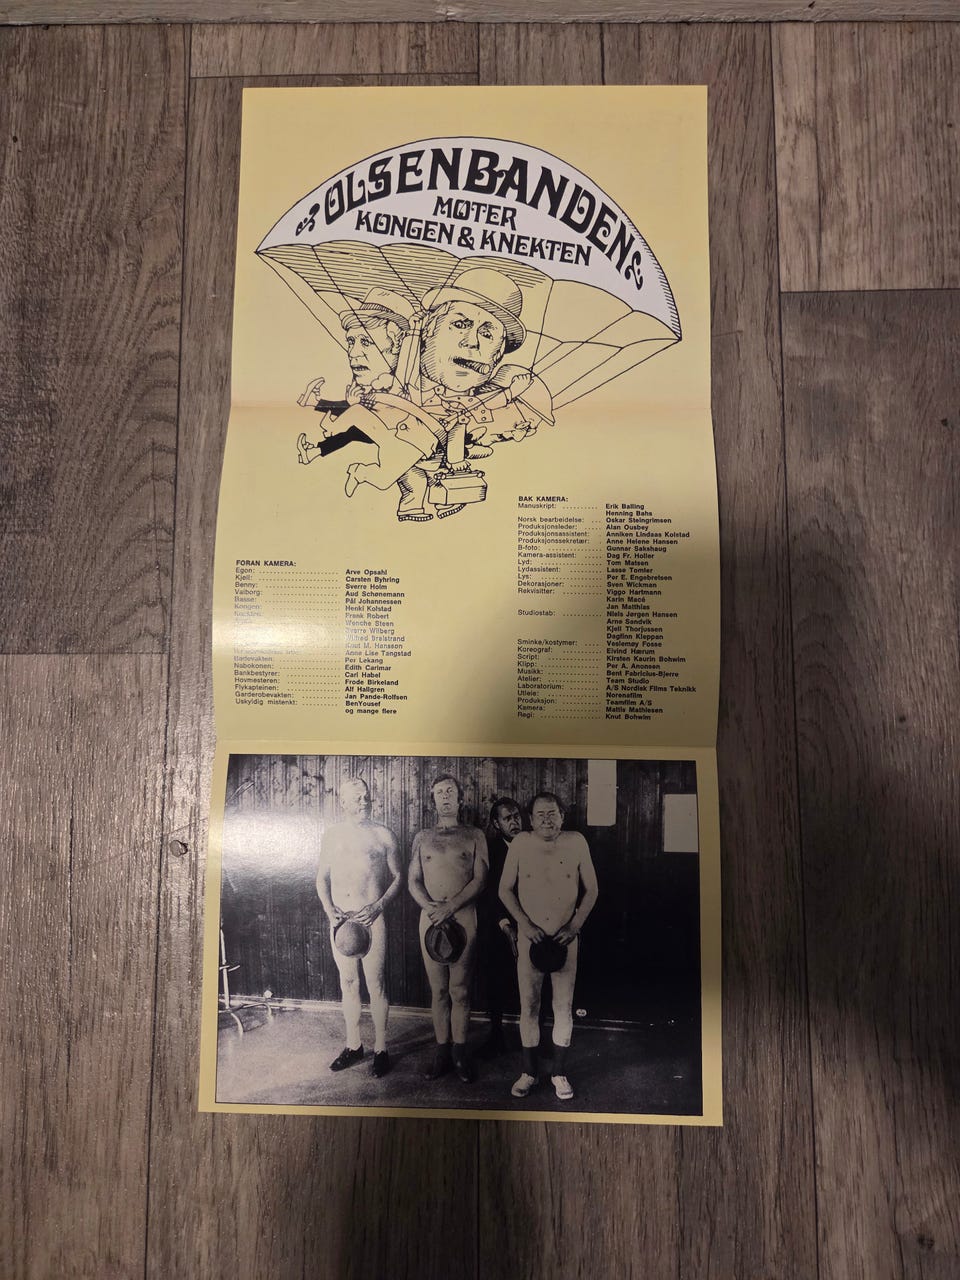 OLSENBANDEN
MØTER
KONGEN & KNEKTEN
FORAN KAMERA:
Egon: Arve Opsahl
Kjell: Carsten Byhring
Benny: Sverre Holm
Valborg: Aud Schønemann
Basse: Pål Johannessen
Kongen: Henki Kolstad
Frank Robert
Wenche Steen
Sverre Wilberg
Wilfred Breistrand
Knut M. Hansson
Anne Lise Tangstad
Badevakten: Per Lekang
Nabokonen: Edith Carlmar
Bankbestyrer: Carl Habel
Hovmesteren: Frode Birkeland
Flykapteinen: Alf Hallgren
Garderobevakten: Jan Pande-Rolfsen
Uskyldig mistenkt: BenYousef
og mange flere
BAK KAMERA:
Manuskript: Erik Balling
Henning Bahs
Norsk bearbeidelse: Oskar Steingrimsen
Produksjonsleder: Alan Ousbey
Produksjonsassistent: Anniken Lindaas Kolstad
Produksjonssekretær: Anne Helene Hansen
B-foto: Gunnar Sakshaug
Kamera-assistent: Dag Fr. Holler
Lyd: Tom Matsen
Lydassistent: Lasse Tomter
Lys: Per E. Engebretsen
Dekorasjoner: Sven Wickman
Rekvisitter: Viggo Hartmann
Karin Macé
Jan Matthias
Studiostab: Niels Jørgen Hansen
Arne Sandvik
Kjell Thorjussen
Dagfinn Kleppan
Sminke/kostymer: Veslemøy Fosse
Koreograf: Eivind Hærum
Script: Kirsten Kaurin Bohwim
Klipp: Per A. Anonsen
Musikk: Bent Fabricius-Bjerre
Atelier: Team Studio
Laboratorium: A/S Nordisk Films Teknikk
Utleie: Norenafilm
Produksjon: Teamfilm A/S
Kamera: Mattis Mathiesen
Regi: Knut Bohwim